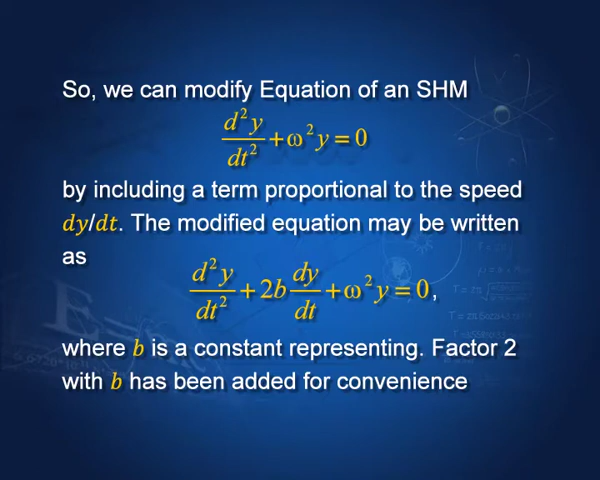 So, we can modify Equation of an SHM
d²y/dt² + ω²y = 0
by including a term proportional to the speed
dy/dt. The modified equation may be written
as
d²y/dt² + 2b dy/dt + ω²y = 0,
where b is a constant representing. Factor 2
with b has been added for convenience